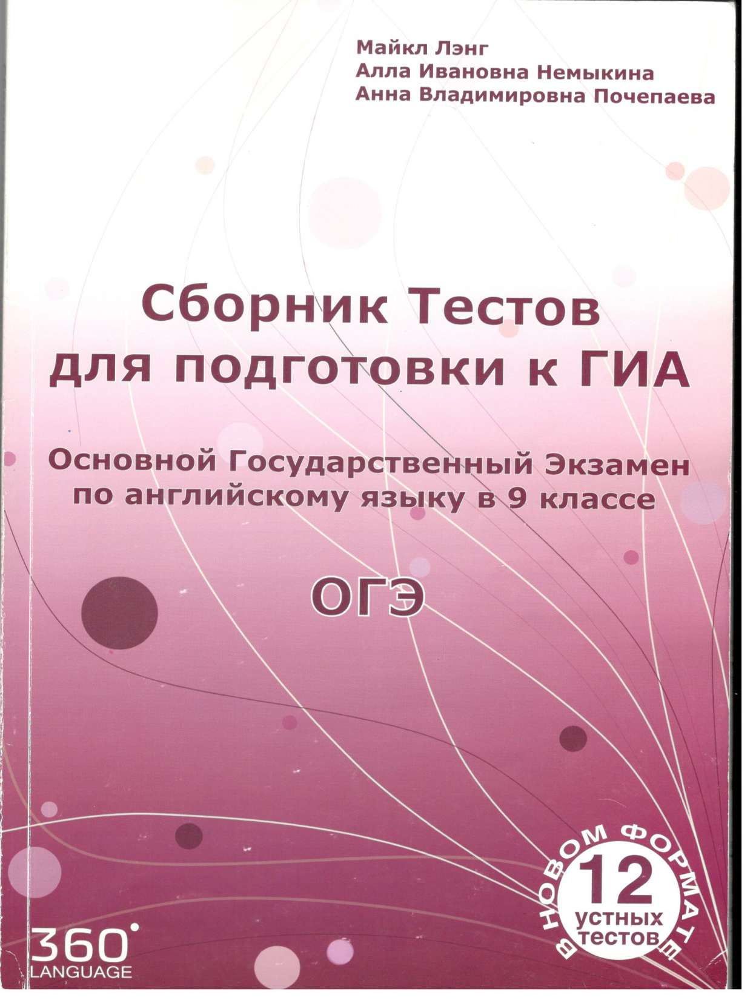 Майкл Лэнг
Алла Ивановна Немыкина
Анна Владимировна Почепаева
Сборник Тестов
для подготовки к ГИА
Основной Государственный Экзамен
по английскому языку в 9 классе
ОГЭ
В НОВОМ ФОРМАТЕ
12
устных
тестов
360°
LANGUAGE